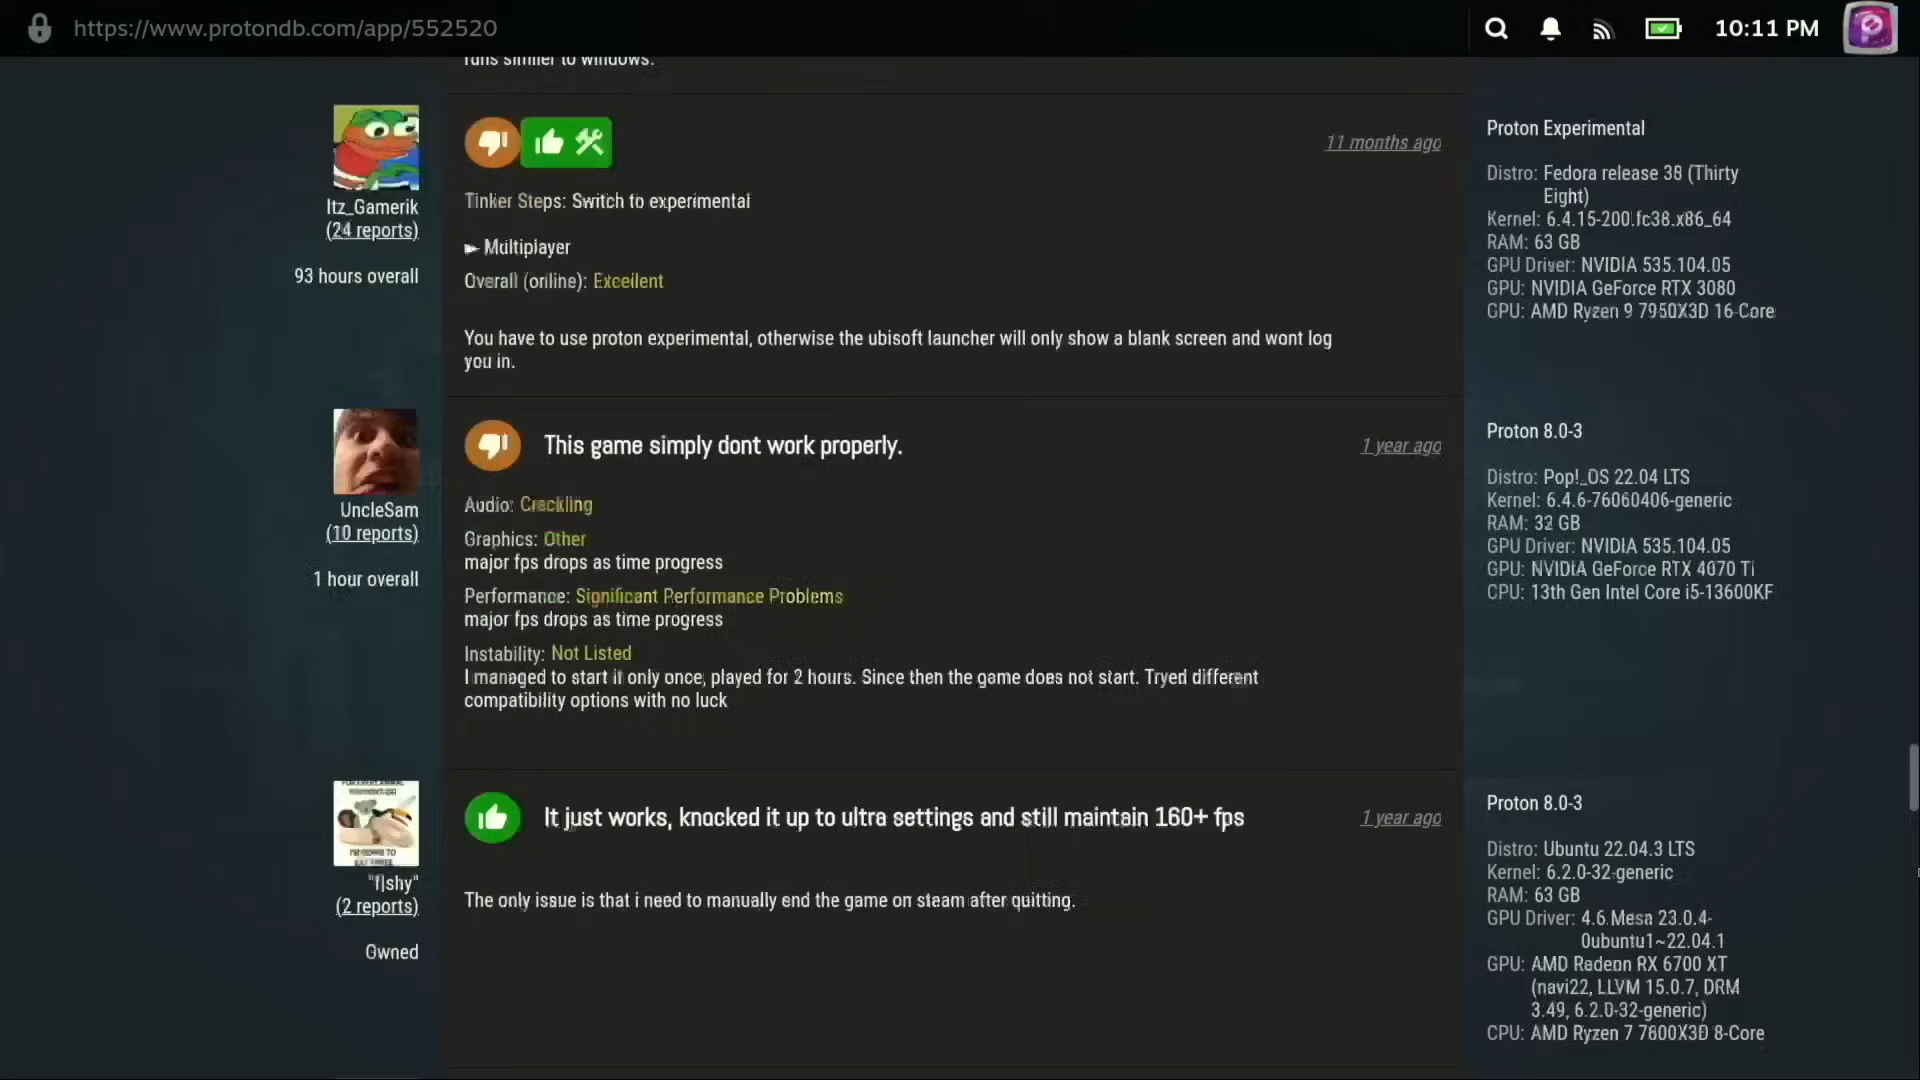 https://www.protondb.com/app/552520
10:11 PM
runs similar to windows.
Itz_Gamerik
(24 reports)
93 hours overall
11 months ago
Tinker Steps: Switch to experimental
► Multiplayer
Overall (online): Excellent
You have to use proton experimental, otherwise the ubisoft launcher will only show a blank screen and wont log
you in.
Proton Experimental
Distro: Fedora release 38 (Thirty
Eight)
Kernel: 6.4.15-200.fc38.x86_64
RAM: 63 GB
GPU Driver: NVIDIA 535.104.05
GPU: NVIDIA GeForce RTX 3080
GPU: AMD Ryzen 9 7950X3D 16-Core
UncleSam
(10 reports)
1 hour overall
This game simply dont work properly.
1 year ago
Audio: Crackling
Graphics: Other
major fps drops as time progress
Performance: Significant Performance Problems
major fps drops as time progress
Instability: Not Listed
I managed to start it only once, played for 2 hours. Since then the game does not start. Tryed different
compatibility options with no luck
Proton 8.0-3
Distro: Pop!_OS 22.04 LTS
Kernel: 6.4.6-76060406-generic
RAM: 32 GB
GPU Driver: NVIDIA 535.104.05
GPU: NVIDIA GeForce RTX 4070 Ti
CPU: 13th Gen Intel Core i5-13600KF
(2 reports)
Owned
It just works, knocked it up to ultra settings and still maintain 160+ fps
1 year ago
The only issue is that i need to manually end the game on steam after quitting.
Proton 8.0-3
Distro: Ubuntu 22.04.3 LTS
Kernel: 6.2.0-32-generic
RAM: 63 GB
GPU Driver: 4.6 Mesa 23.0.4-
0ubuntu1~22.04.1
GPU: AMD Radeon RX 6700 XT
(navi22, LLVM 15.0.7, DRM
3.49, 6.2.0-32-generic)
CPU: AMD Ryzen 7 7800X3D 8-Core